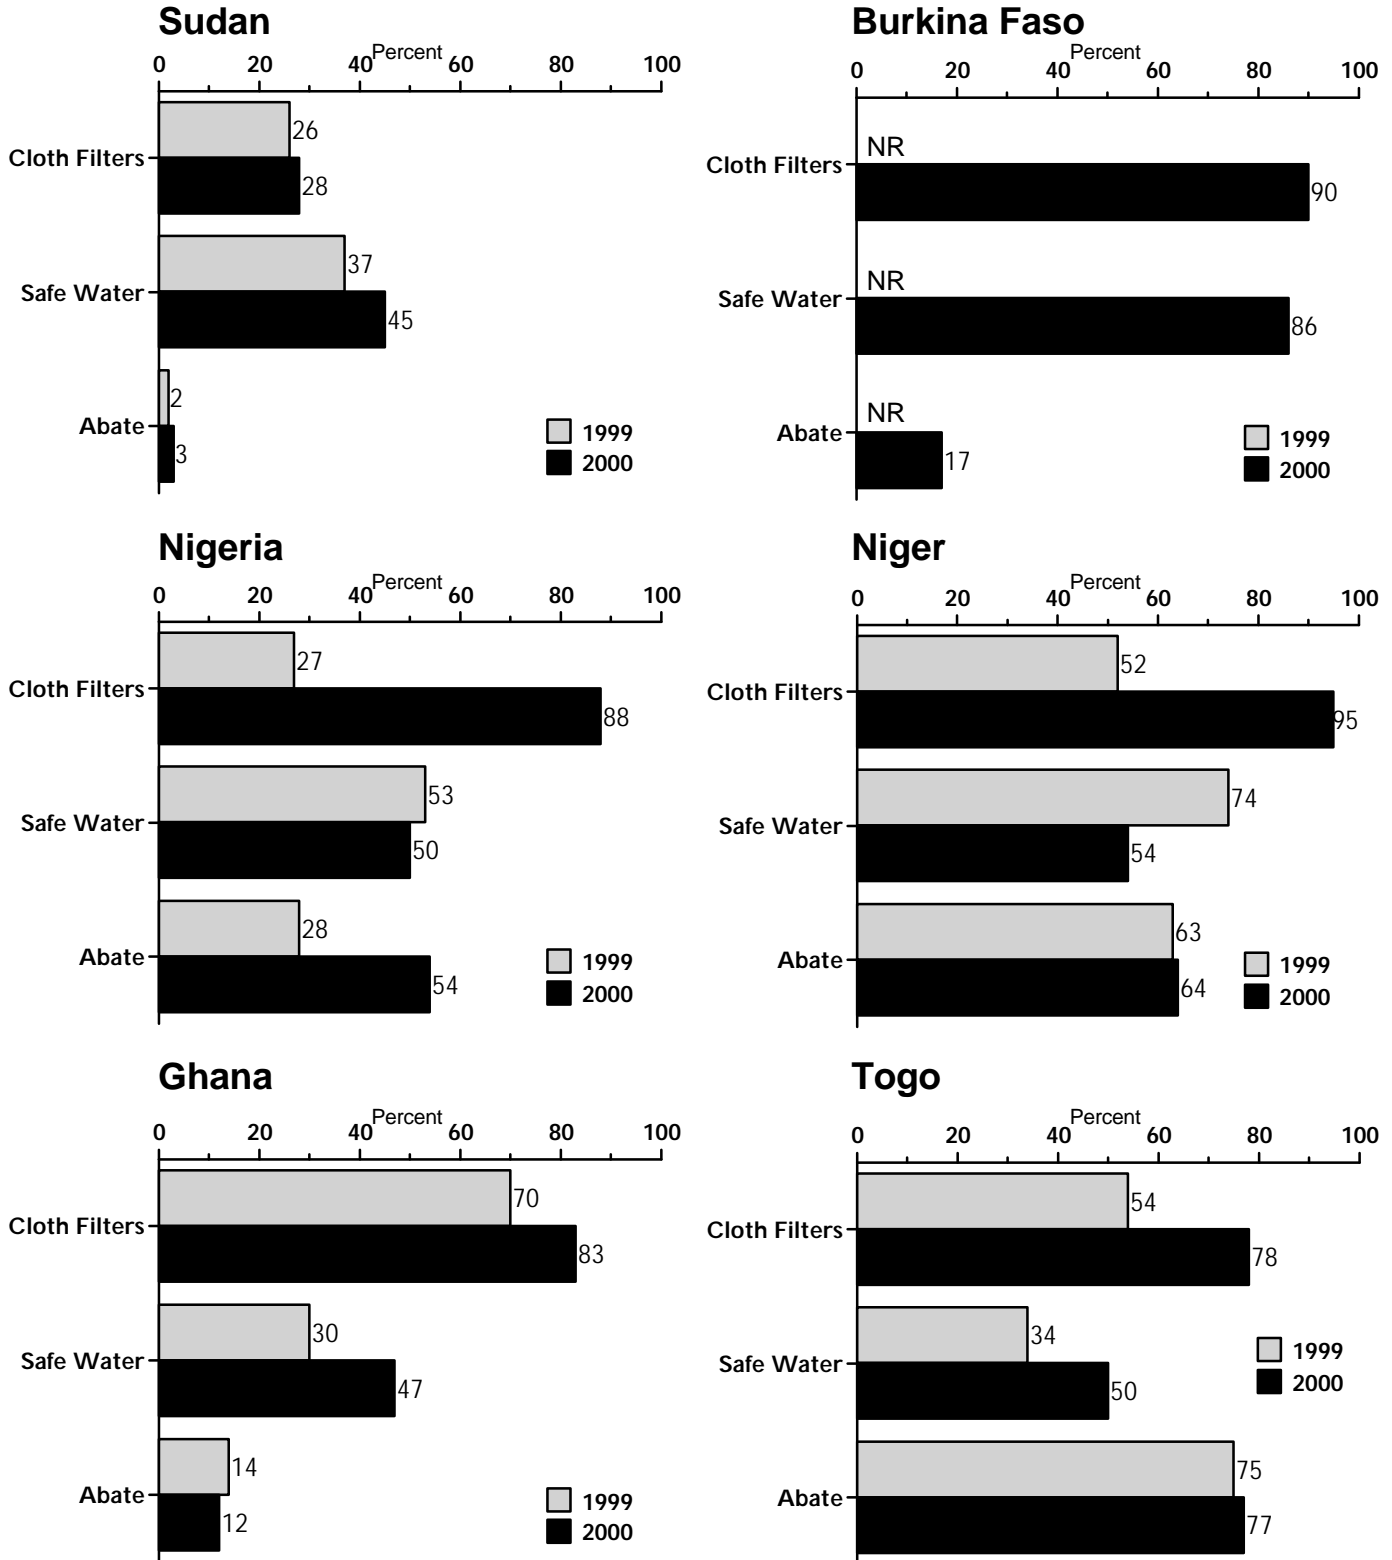 Sudan
Percent
0 20 40 60 80 100
Cloth Filters
26
28
Safe Water
37
45
Abate
2
3
1999
2000
Burkina Faso
Percent
0 20 40 60 80 100
Cloth Filters
NR
90
Safe Water
NR
86
Abate
NR
17
1999
2000
Nigeria
Percent
0 20 40 60 80 100
Cloth Filters
27
88
Safe Water
53
50
Abate
28
54
1999
2000
Niger
Percent
0 20 40 60 80 100
Cloth Filters
52
95
Safe Water
74
54
Abate
63
64
1999
2000
Ghana
Percent
0 20 40 60 80 100
Cloth Filters
70
83
Safe Water
30
47
Abate
14
12
1999
2000
Togo
Percent
0 20 40 60 80 100
Cloth Filters
54
78
Safe Water
34
50
1999
2000
Abate
75
77